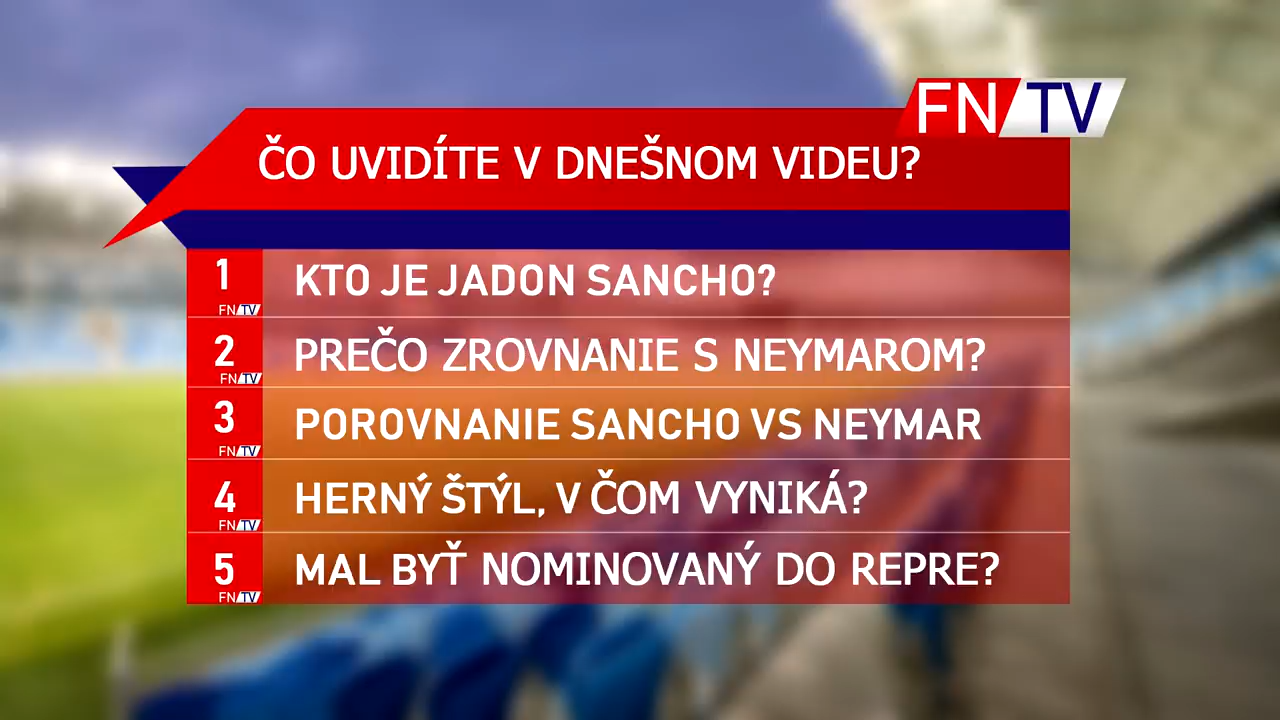 FN/TV
ČO UVIDÍTE V DNEŠNOM VIDEU?
1 KTO JE JADON SANCHO?
FN/TV
2 PREČO ZROVNANIE S NEYMAROM?
FN/TV
3 POROVNANIE SANCHO VS NEYMAR
FN/TV
4 HERNÝ ŠTÝL, V ČOM VYNIKÁ?
FN/TV
5 MAL BYŤ NOMINOVANÝ DO REPRE?
FN/TV